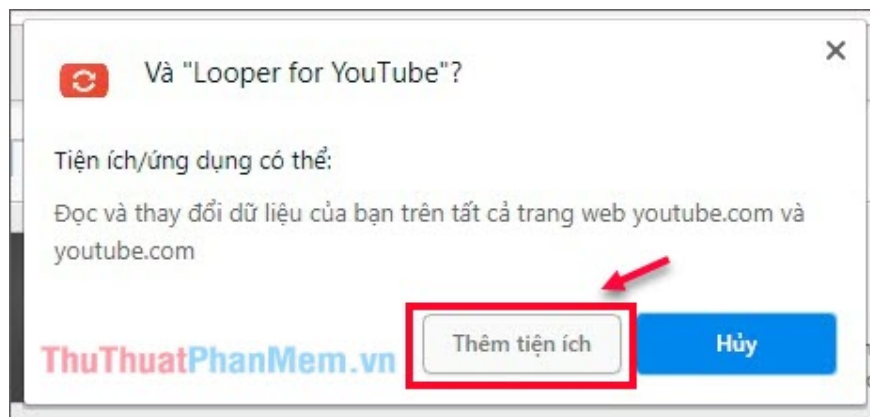 Và "Looper for YouTube"?
Tiện ích/ứng dụng có thể:
Đọc và thay đổi dữ liệu của bạn trên tất cả trang web youtube.com và
youtube.com
Thêm tiện ích
Hủy
ThuThuatPhanMem.vn